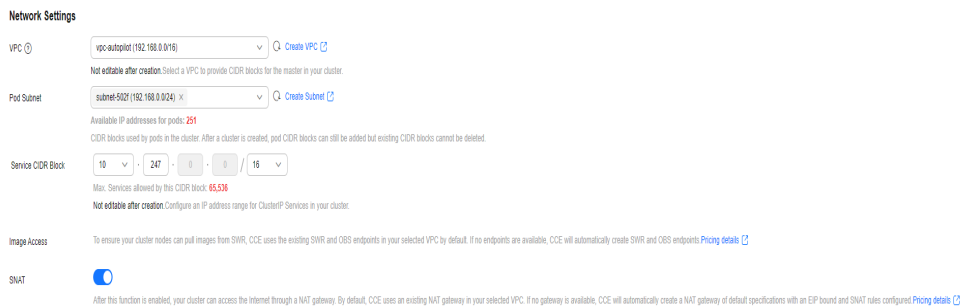 Network Settings
VPC ?
vpc-autopilot (192.168.0.0/16)
Create VPC
Not editable after creation.Select a VPC to provide CIDR blocks for the master in your cluster.
Pod Subnet
subnet-502f (192.168.0.0/24) ×
Create Subnet
Available IP addresses for pods: 251
CIDR blocks used by pods in the cluster. After a cluster is created, pod CIDR blocks can still be added but existing CIDR blocks cannot be deleted.
Service CIDR Block
10 · 247 · 0 · 0 / 16
Max. Services allowed by this CIDR block: 65,536
Not editable after creation.Configure an IP address range for ClusterIP Services in your cluster.
Image Access
To ensure your cluster nodes can pull images from SWR, CCE uses the existing SWR and OBS endpoints in your selected VPC by default. If no endpoints are available, CCE will automatically create SWR and OBS endpoints.Pricing details
SNAT
After this function is enabled, your cluster can access the Internet through a NAT gateway. By default, CCE uses an existing NAT gateway in your selected VPC. If no gateway is available, CCE will automatically create a NAT gateway of default specifications with an EIP bound and SNAT rules configured.Pricing details